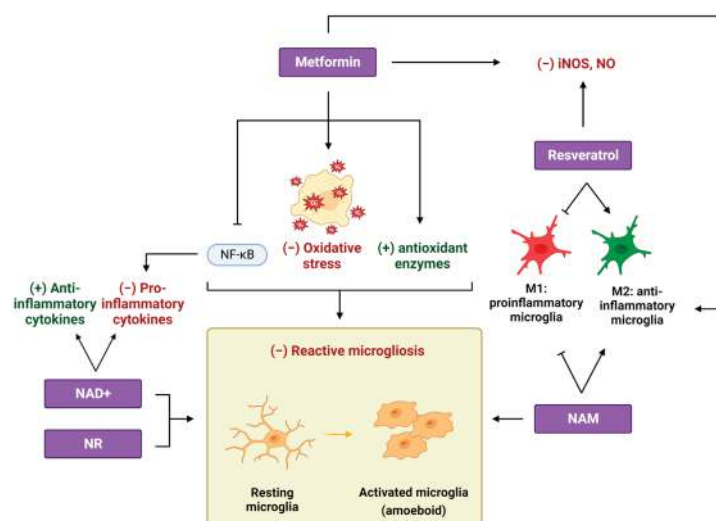 Metformin
(−) iNOS, NO
Resveratrol
NF-κB
(−) Oxidative
stress
(+) antioxidant
enzymes
M1:
proinflammatory
microglia
M2: anti-
inflammatory
microglia
(+) Anti-
inflammatory
cytokines
(−) Pro-
inflammatory
cytokines
(−) Reactive microgliosis
NAD+
NR
NAM
Resting
microglia
Activated microglia
(amoeboid)